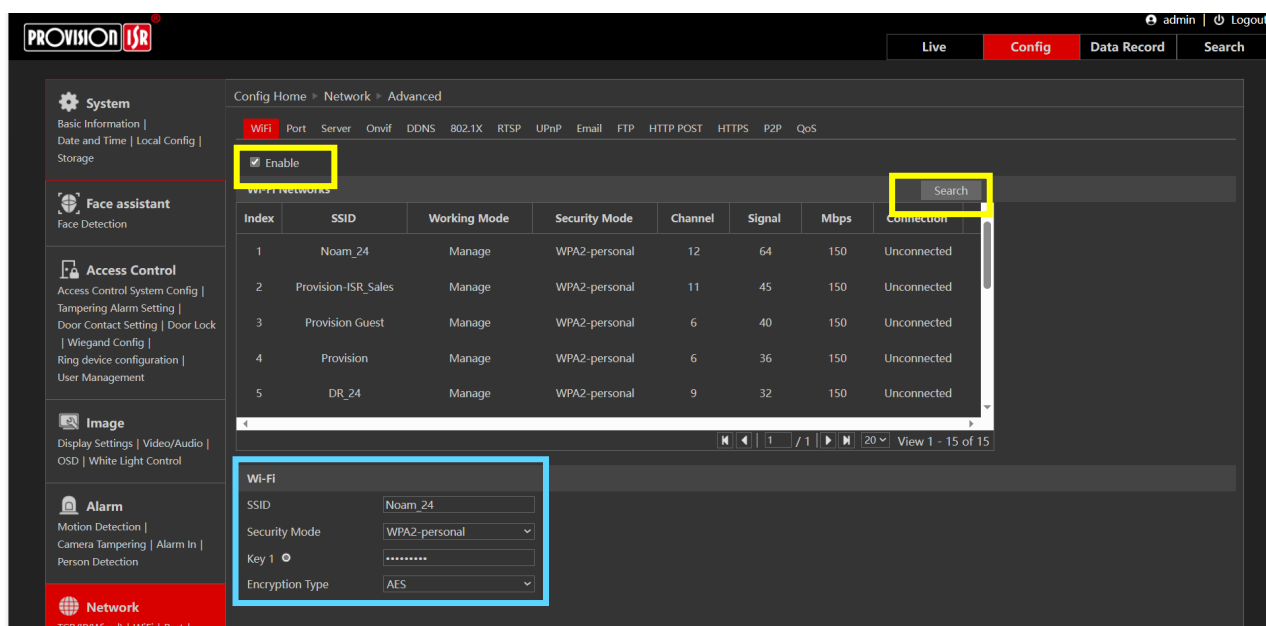 PROVISION ISR®
admin | Logout
Live Config Data Record Search
System
Basic Information |
Date and Time | Local Config |
Storage
Face assistant
Face Detection
Access Control
Access Control System Config |
Tampering Alarm Setting |
Door Contact Setting | Door Lock
| Wiegand Config |
Ring device configuration |
User Management
Image
Display Settings | Video/Audio |
OSD | White Light Control
Alarm
Motion Detection |
Camera Tampering | Alarm In |
Person Detection
Network
Config Home Network Advanced
WiFi Port Server Onvif DDNS 802.1X RTSP UPnP Email FTP HTTP POST HTTPS P2P QoS
Enable
Wi-Fi Networks Search
Index SSID Working Mode Security Mode Channel Signal Mbps Connection
1 Noam_24 Manage WPA2-personal 12 64 150 Unconnected
2 Provision-ISR_Sales Manage WPA2-personal 11 45 150 Unconnected
3 Provision Guest Manage WPA2-personal 6 40 150 Unconnected
4 Provision Manage WPA2-personal 6 36 150 Unconnected
5 DR_24 Manage WPA2-personal 9 32 150 Unconnected
1 / 1 20 View 1 - 15 of 15
Wi-Fi
SSID Noam_24
Security Mode WPA2-personal
Key 1 •••••••••
Encryption Type AES